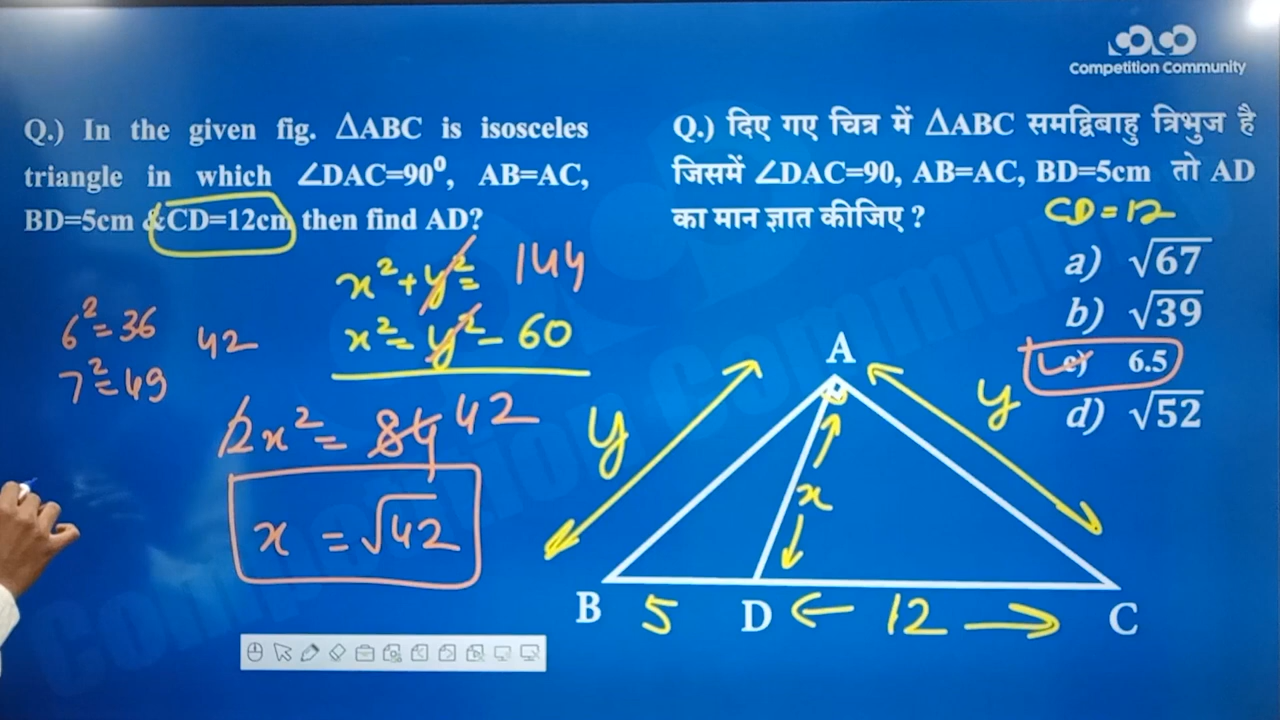 Competition Community
Q.) In the given fig. ΔABC is isosceles
triangle in which ∠DAC=90⁰, AB=AC,
BD=5cm &CD=12cm then find AD?
Q.) दिए गए चित्र में ΔABC समद्विबाहु त्रिभुज है
जिसमें ∠DAC=90, AB=AC, BD=5cm तो AD
का मान ज्ञात कीजिए ?
CD = 12
a) √67
b) √39
c) 6.5
d) √52
x² + y² = 144
x² = y² - 60
2x² = 84 42
x = √42
6² = 36
7² = 49
42
A
y
y
x
B 5 D 12 C
Competition Community